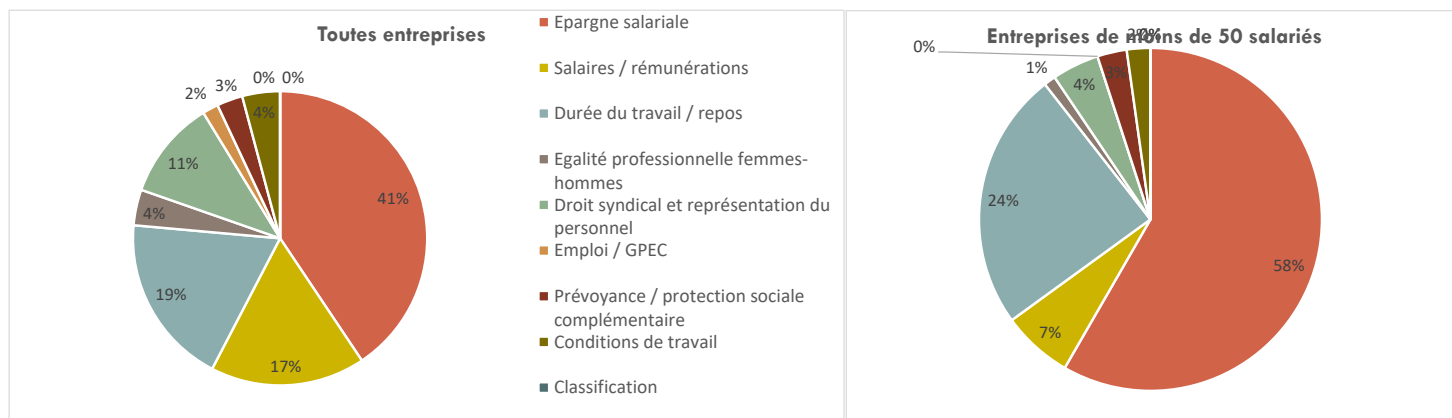 Toutes entreprises
41%
17%
19%
4%
11%
2%
3%
4%
0%
0%
Epargne salariale
Salaires / rémunérations
Durée du travail / repos
Egalité professionnelle femmes-
hommes
Droit syndical et représentation du
personnel
Emploi / GPEC
Prévoyance / protection sociale
complémentaire
Conditions de travail
Classification
Entreprises de moins de 50 salariés
58%
7%
24%
1%
4%
0%
3%
2%
0%